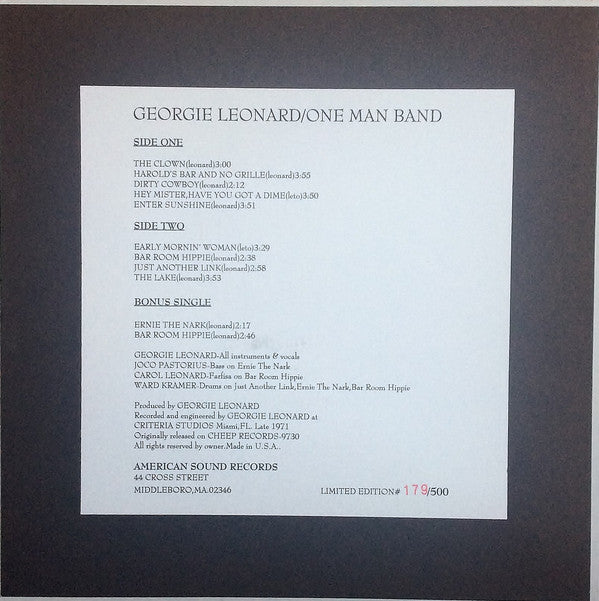 GEORGIE LEONARD/ONE MAN BAND
SIDE ONE
THE CLOWN(leonard)3:00
HAROLD'S BAR AND NO GRILLE(leonard)3:55
DIRTY COWBOY(leonard)2:12
HEY MISTER,HAVE YOU GOT A DIME(leto)3:50
ENTER SUNSHINE(leonard)3:51
SIDE TWO
EARLY MORNIN' WOMAN(leto)3:29
BAR ROOM HIPPIE(leonard)2:38
JUST ANOTHER LINK(leonard)2:58
THE LAKE(leonard)3:53
BONUS SINGLE
ERNIE THE NARK(leonard)2:17
BAR ROOM HIPPIE(leonard)2:46
GEORGIE LEONARD-All instruments & vocals
JOCO PASTORIUS-Bass on Ernie The Nark
CAROL LEONARD-Farfisa on Bar Room Hippie
WARD KRAMER-Drums on Just Another Link,Ernie The Nark,Bar Room Hippie
Produced by GEORGIE LEONARD
Recorded and engineered by GEORGIE LEONARD at
CRITERIA STUDIOS Miami,FL. Late 1971
Originally released on CHEEP RECORDS-9730
All rights reserved by owner.Made in U.S.A..
AMERICAN SOUND RECORDS
44 CROSS STREET
MIDDLEBORO,MA.02346 LIMITED EDITION# 179/500